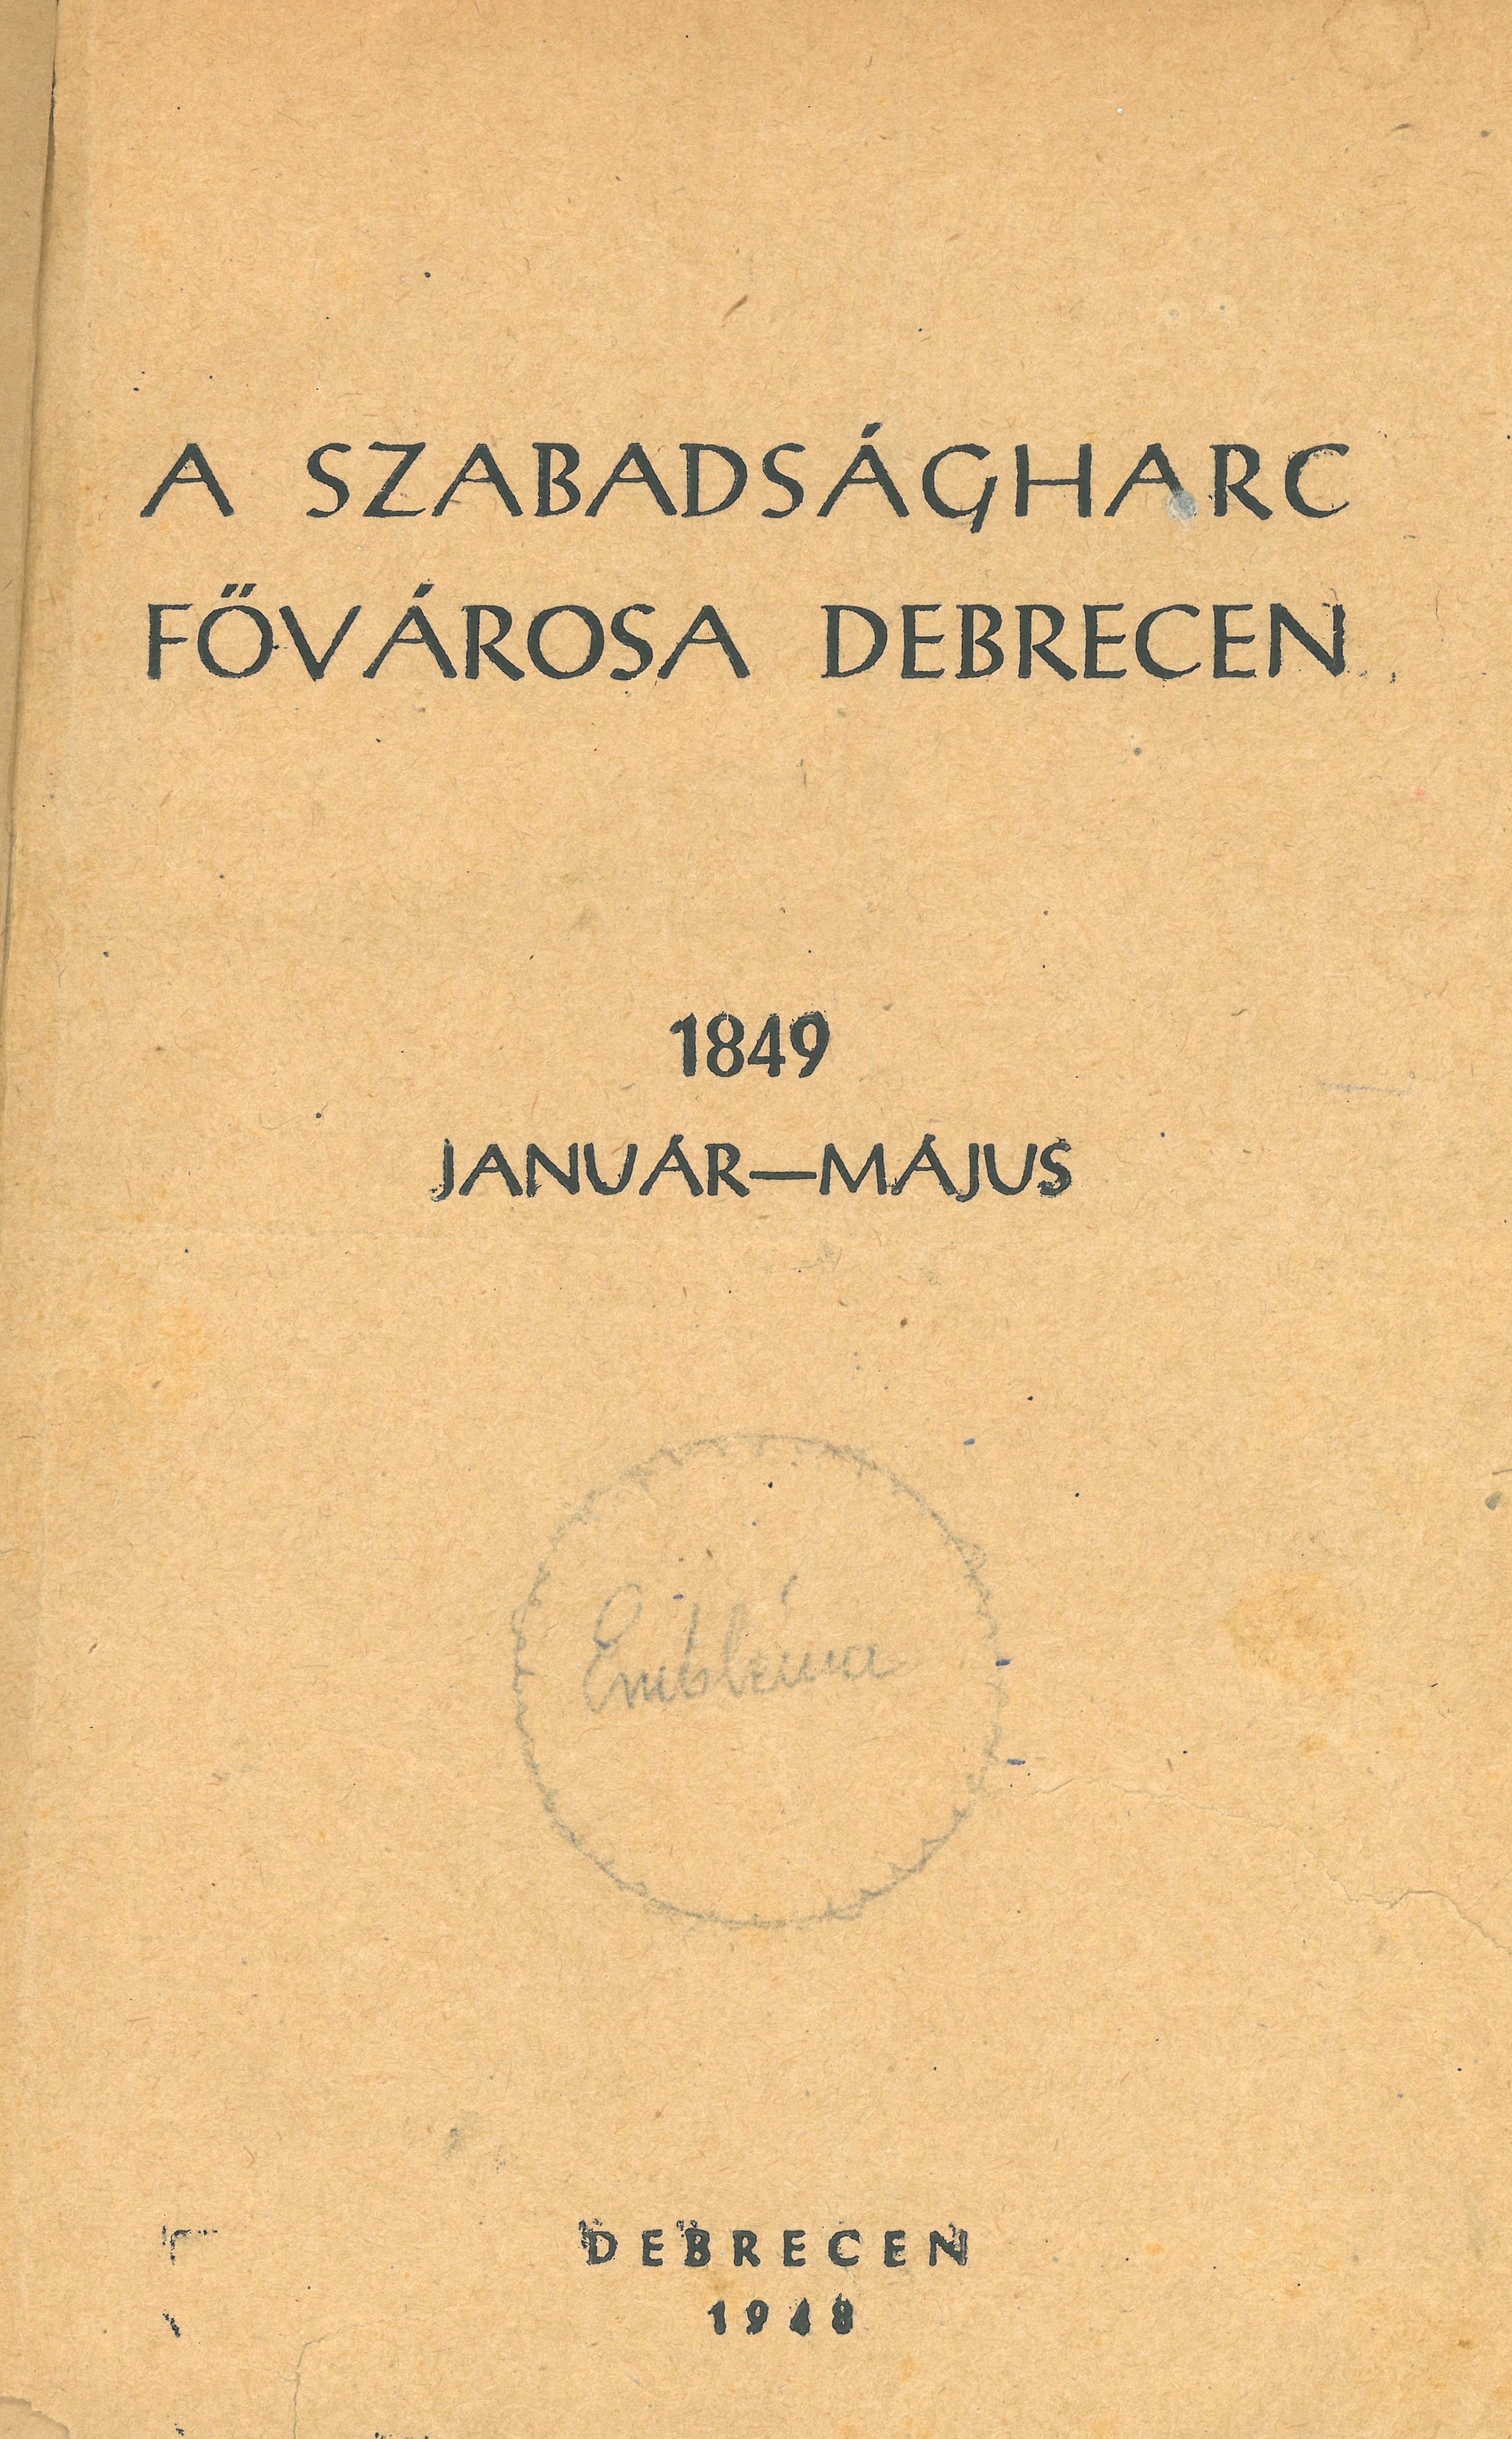 A SZABADSÁGHARC
FŐVÁROSA DEBRECEN
1849
JANUÁR—MÁJUS
Embléma
DEBRECEN
1948